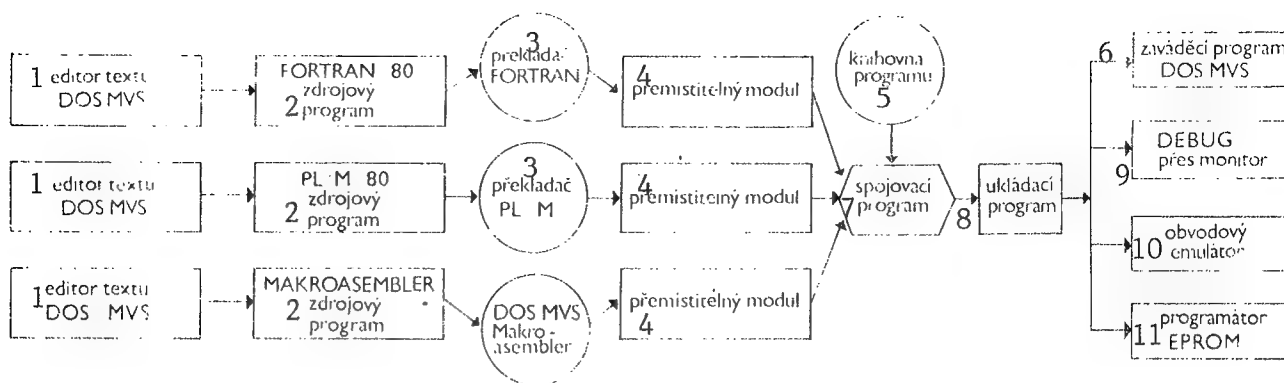 1 editor textu
DOS MVS
FORTRAN 80
zdrojový
2 program
3
překladač
FORTRAN
4
přemistitelný modul
knihovna
programu
5
6 zaváděcí program
DOS MVS
1 editor textu
DOS MVS
PL M 80
zdrojový
2 program
3
překladač
PL M
4
přemistitelný modul
7 spojovací
program
8
ukládací
program
DEBUG
přes monitor
9
10 obvodový
emulátor
1 editor textu
DOS MVS
MAKROASEMBLER
2 zdrojový
program
DOS MVS
Makro-
asembler
přemistitelný modul
4
11 programátor
EPROM